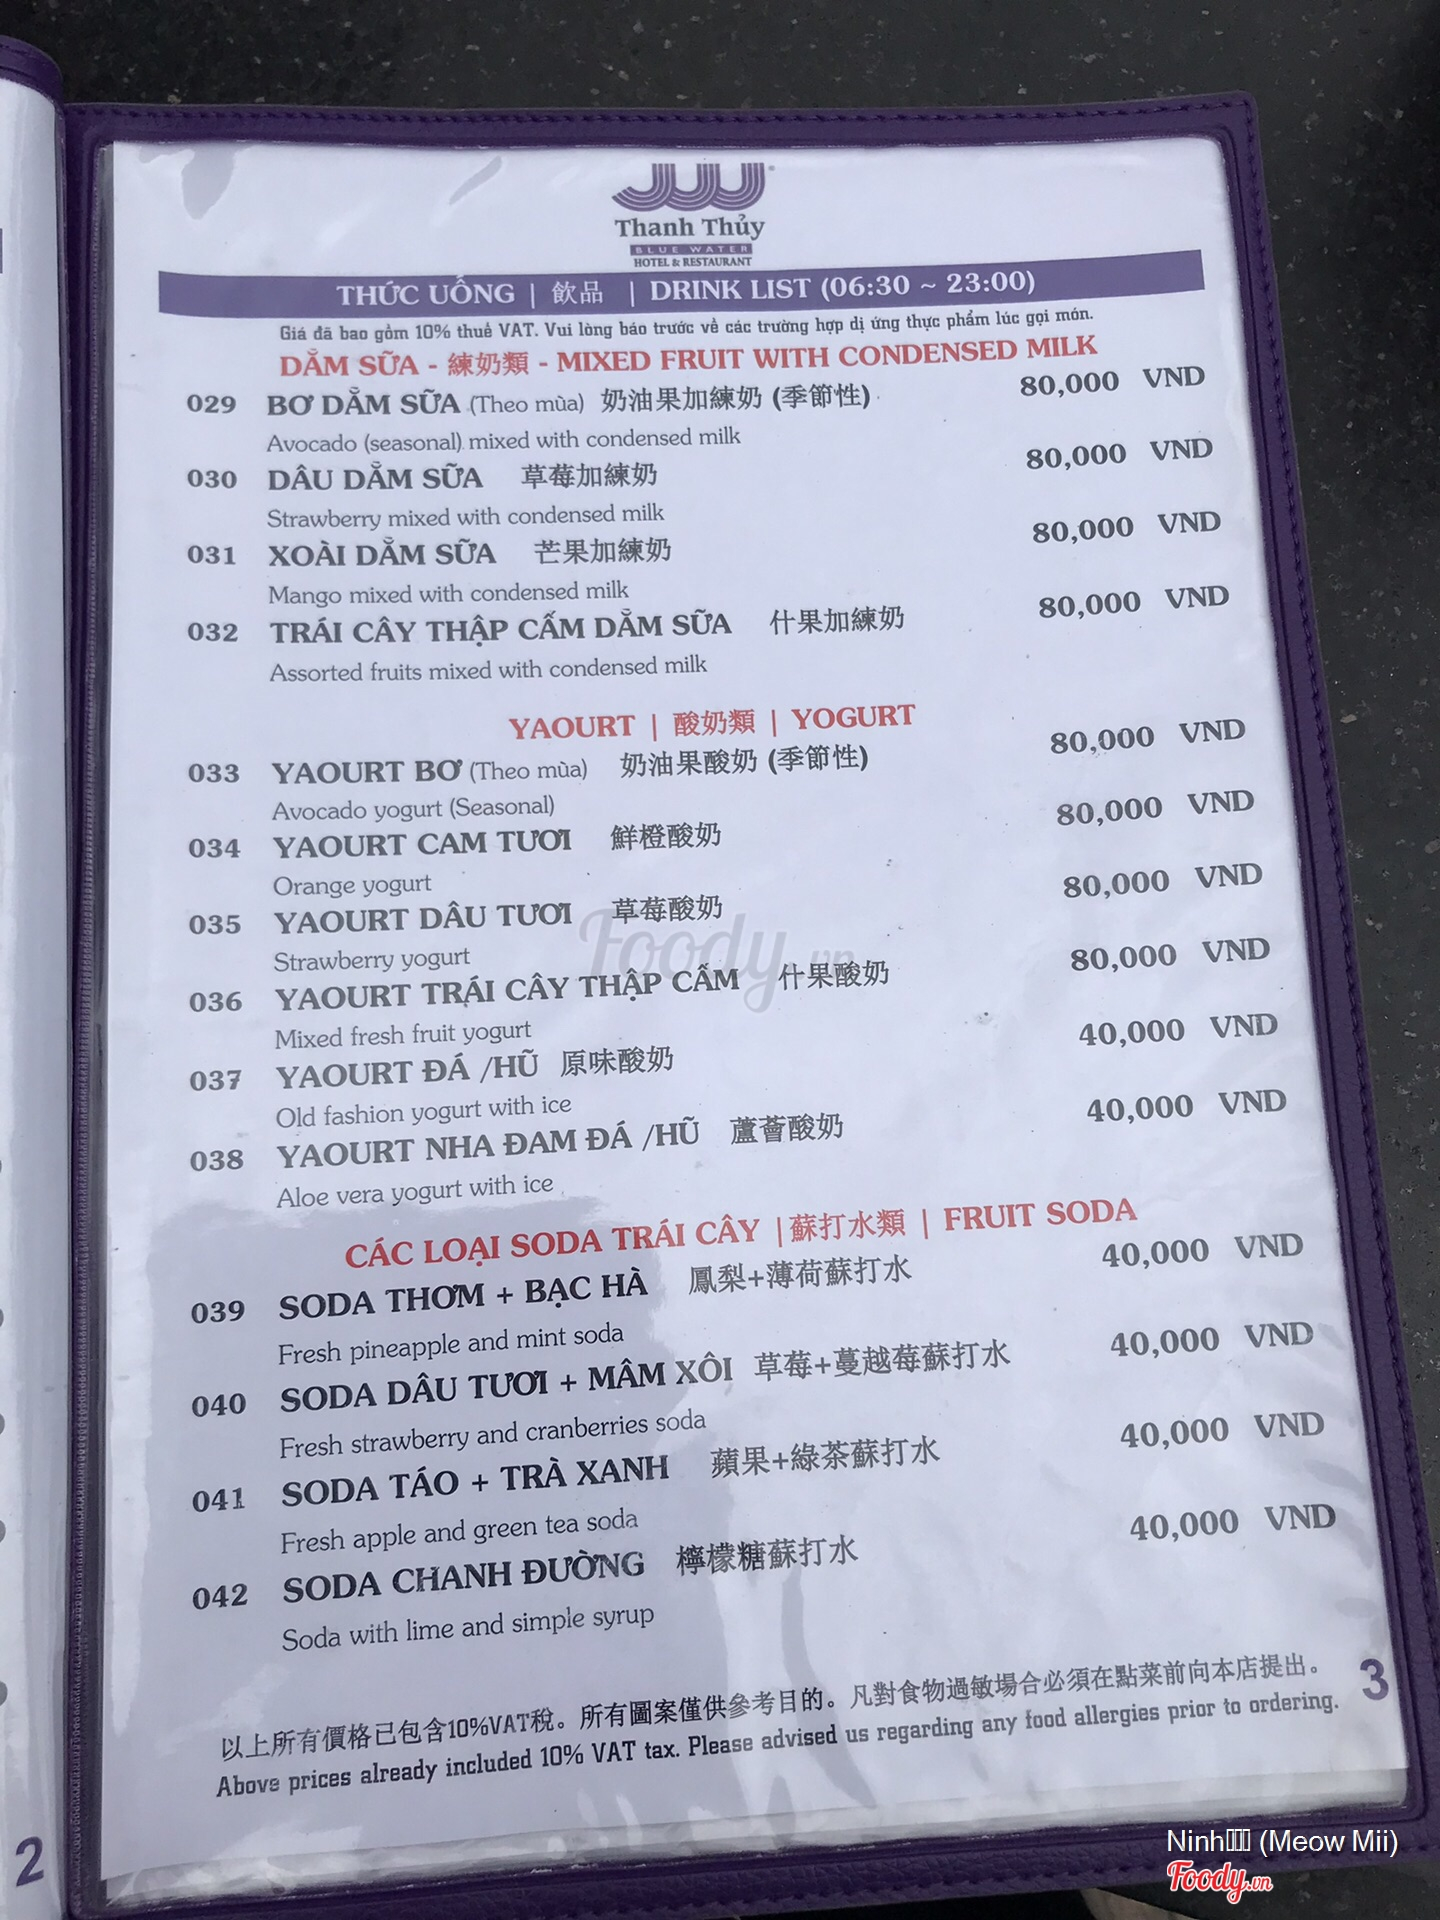 Thanh Thủy
BLUE WATER
HOTEL & RESTAURANT
THỨC UỐNG | 飲品 | DRINK LIST (06:30 ~ 23:00)
Giá đã bao gồm 10% thuế VAT. Vui lòng báo trước về các trường hợp dị ứng thực phẩm lúc gọi món.
DẰM SỮA - 練奶類 - MIXED FRUIT WITH CONDENSED MILK
029 BƠ DẰM SỮA (Theo mùa) 奶油果加練奶 (季節性) 80,000 VND
Avocado (seasonal) mixed with condensed milk
030 DÂU DẰM SỮA 草莓加練奶 80,000 VND
Strawberry mixed with condensed milk
031 XOÀI DẰM SỮA 芒果加練奶 80,000 VND
Mango mixed with condensed milk
032 TRÁI CÂY THẬP CẨM DẰM SỮA 什果加練奶 80,000 VND
Assorted fruits mixed with condensed milk
YAOURT | 酸奶類 | YOGURT
033 YAOURT BƠ (Theo mùa) 奶油果酸奶 (季節性) 80,000 VND
Avocado yogurt (Seasonal)
034 YAOURT CAM TƯƠI 鮮橙酸奶 80,000 VND
Orange yogurt
035 YAOURT DÂU TƯƠI 草莓酸奶 80,000 VND
Strawberry yogurt
036 YAOURT TRÁI CÂY THẬP CẨM 什果酸奶 80,000 VND
Mixed fresh fruit yogurt
037 YAOURT ĐÁ /HŨ 原味酸奶 40,000 VND
Old fashion yogurt with ice
038 YAOURT NHA ĐAM ĐÁ /HŨ 蘆薈酸奶 40,000 VND
Aloe vera yogurt with ice
CÁC LOẠI SODA TRÁI CÂY | 蘇打水類 | FRUIT SODA
039 SODA THƠM + BẠC HÀ 鳳梨+薄荷蘇打水 40,000 VND
Fresh pineapple and mint soda
040 SODA DÂU TƯƠI + MÂM XÔI 草莓+蔓越莓蘇打水 40,000 VND
Fresh strawberry and cranberries soda
041 SODA TÁO + TRÀ XANH 蘋果+綠茶蘇打水 40,000 VND
Fresh apple and green tea soda
042 SODA CHANH ĐƯỜNG 檸檬糖蘇打水 40,000 VND
Soda with lime and simple syrup
以上所有價格已包含10%VAT稅。所有圖案僅供參考目的。凡對食物過敏場合必須在點菜前向本店提出。
Above prices already included 10% VAT tax. Please advised us regarding any food allergies prior to ordering.
3
2
Foody.vn
Ninh (Meow Mii)
Foody.vn